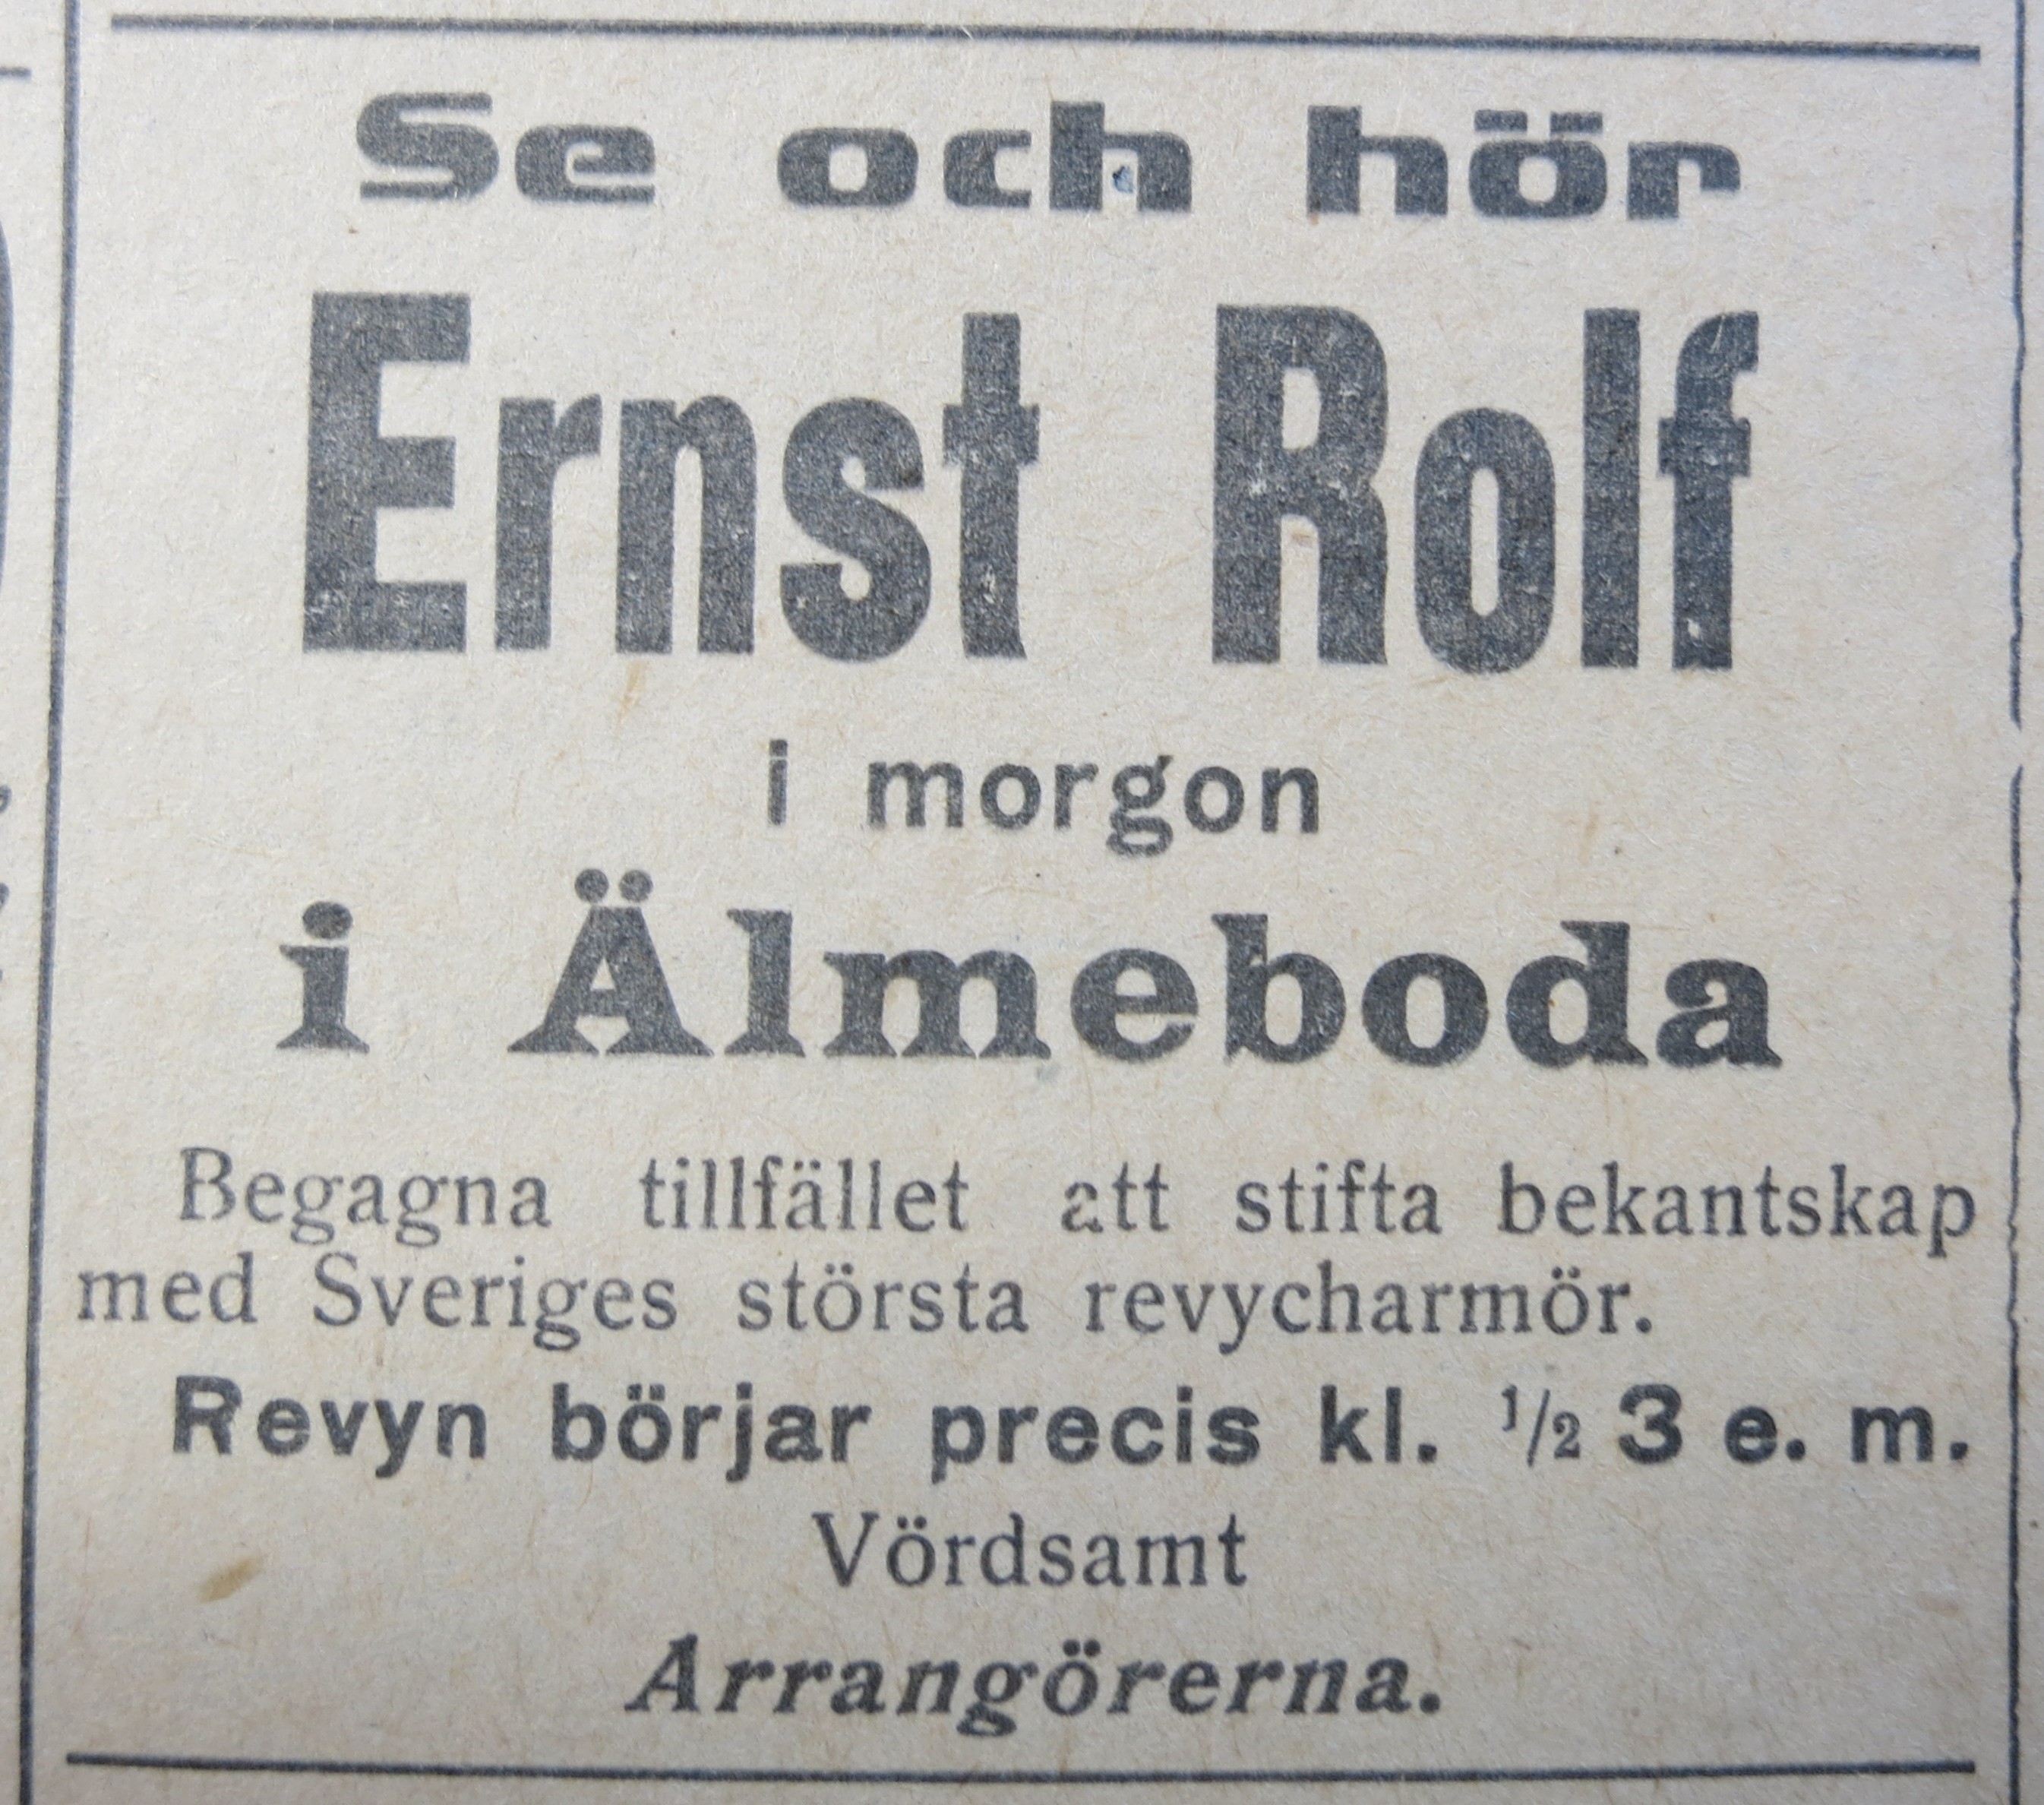 Se och hör
Ernst Rolf
i morgon
i Älmeboda
Begagna tillfället att stifta bekantskap
med Sveriges största revycharmör.
Revyn börjar precis kl. 1/2 3 e. m.
Vördsamt
Arrangörerna.